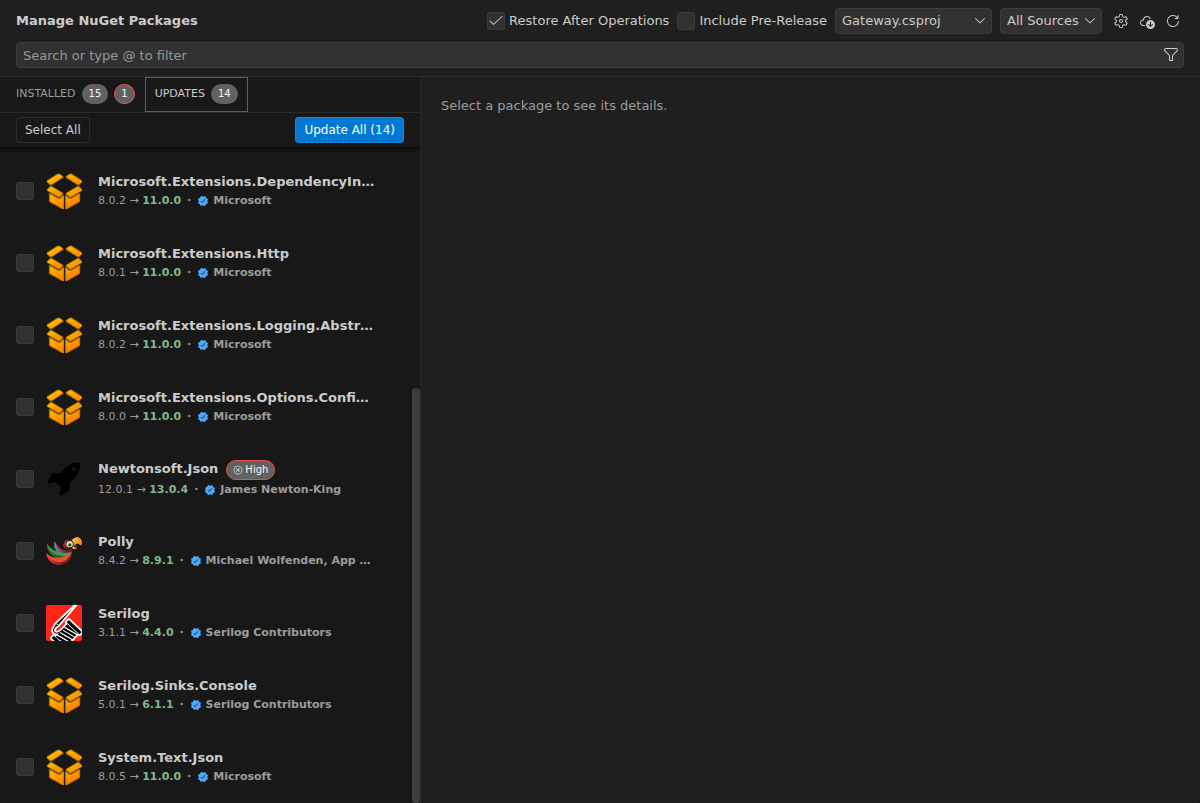 Manage NuGet Packages
Restore After Operations
Include Pre-Release
Gateway.csproj
All Sources
Search or type @ to filter
INSTALLED 15 1 UPDATES 14
Select All
Update All (14)
Select a package to see its details.
Microsoft.Extensions.DependencyIn…
8.0.2 → 11.0.0 · Microsoft
Microsoft.Extensions.Http
8.0.1 → 11.0.0 · Microsoft
Microsoft.Extensions.Logging.Abstr…
8.0.2 → 11.0.0 · Microsoft
Microsoft.Extensions.Options.Confi…
8.0.0 → 11.0.0 · Microsoft
Newtonsoft.Json High
12.0.1 → 13.0.4 · James Newton-King
Polly
8.4.2 → 8.9.1 · Michael Wolfenden, App …
Serilog
3.1.1 → 4.4.0 · Serilog Contributors
Serilog.Sinks.Console
5.0.1 → 6.1.1 · Serilog Contributors
System.Text.Json
8.0.5 → 11.0.0 · Microsoft